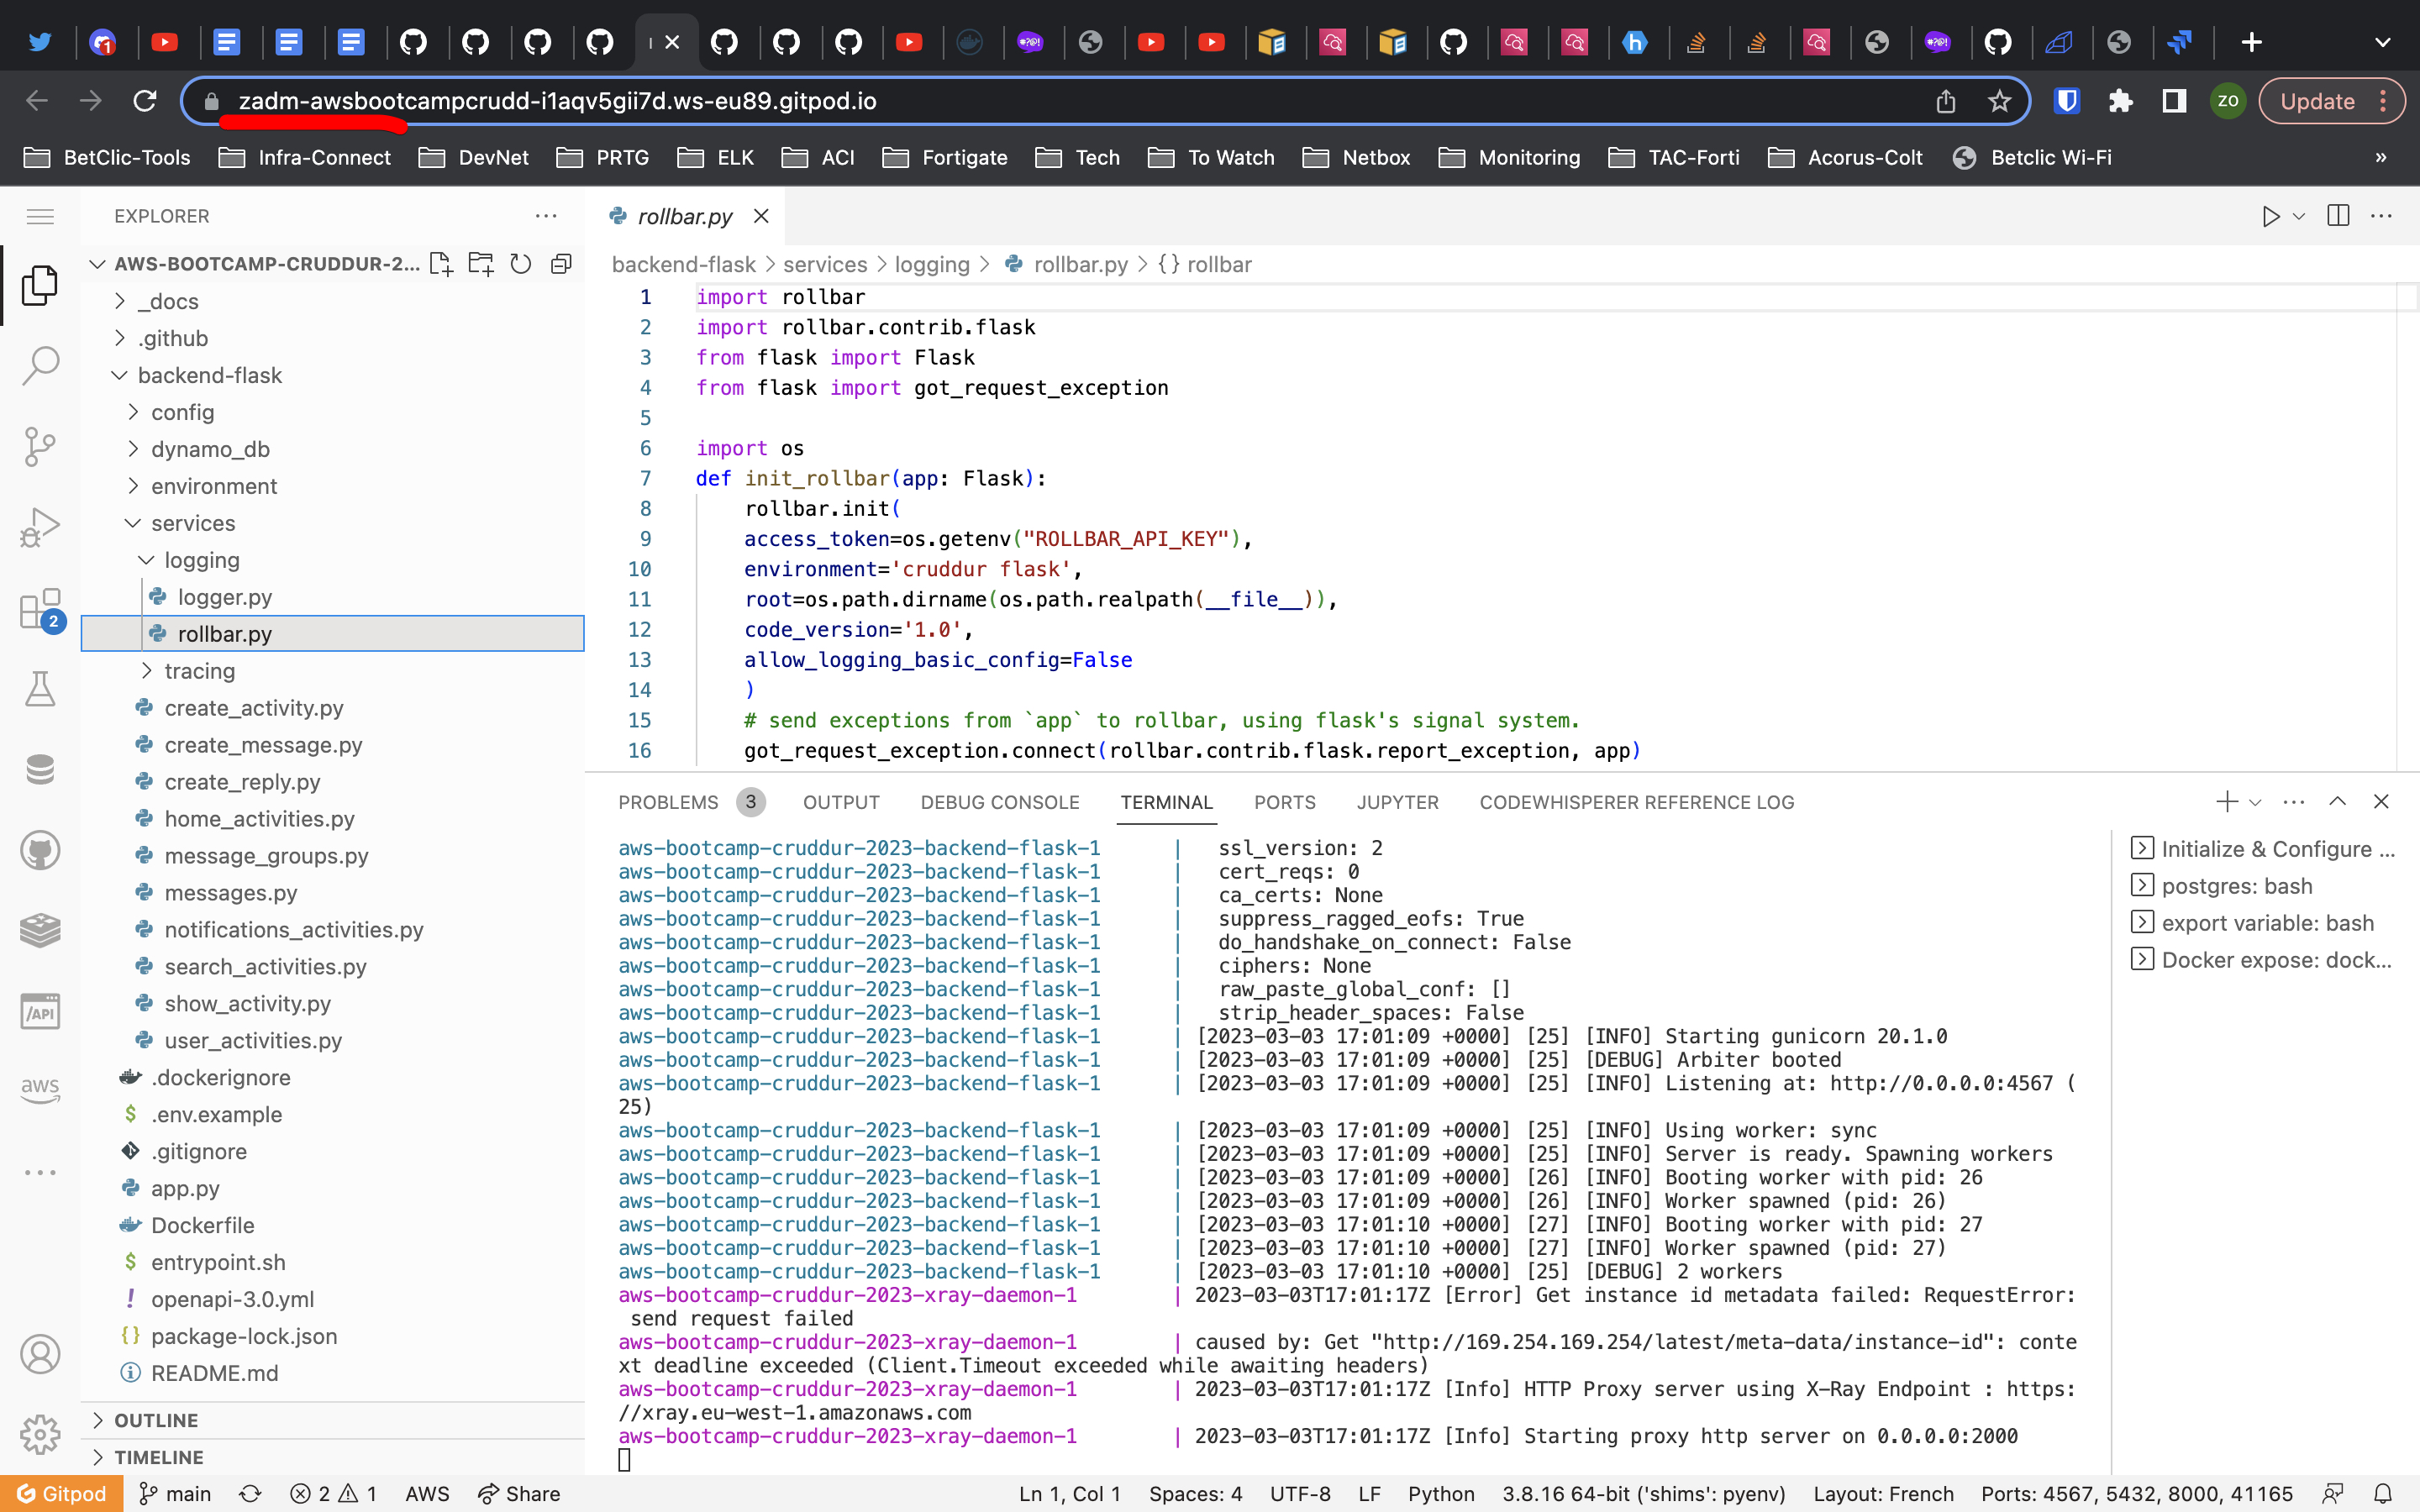 zadm-awsbootcampcrudd-i1aqv5gii7d.ws-eu89.gitpod.io
ZO
Update
BetClic-Tools
Infra-Connect
DevNet
PRTG
ELK
ACI
Fortigate
Tech
To Watch
Netbox
Monitoring
TAC-Forti
Acorus-Colt
Betclic Wi-Fi
»
EXPLORER
rollbar.py
AWS-BOOTCAMP-CRUDDUR-2...
backend-flask > services > logging > rollbar.py > {} rollbar
_docs
.github
backend-flask
config
dynamo_db
environment
services
logging
logger.py
rollbar.py
tracing
create_activity.py
create_message.py
create_reply.py
home_activities.py
message_groups.py
messages.py
notifications_activities.py
search_activities.py
show_activity.py
user_activities.py
.dockerignore
.env.example
.gitignore
app.py
Dockerfile
entrypoint.sh
openapi-3.0.yml
package-lock.json
README.md
OUTLINE
TIMELINE
2
/API
aws
1 import rollbar
2 import rollbar.contrib.flask
3 from flask import Flask
4 from flask import got_request_exception
5
6 import os
7 def init_rollbar(app: Flask):
8 rollbar.init(
9 access_token=os.getenv("ROLLBAR_API_KEY"),
10 environment='cruddur flask',
11 root=os.path.dirname(os.path.realpath(__file__)),
12 code_version='1.0',
13 allow_logging_basic_config=False
14 )
15 # send exceptions from `app` to rollbar, using flask's signal system.
16 got_request_exception.connect(rollbar.contrib.flask.report_exception, app)
PROBLEMS 3 OUTPUT DEBUG CONSOLE TERMINAL PORTS JUPYTER CODEWHISPERER REFERENCE LOG
aws-bootcamp-cruddur-2023-backend-flask-1 | ssl_version: 2
aws-bootcamp-cruddur-2023-backend-flask-1 | cert_reqs: 0
aws-bootcamp-cruddur-2023-backend-flask-1 | ca_certs: None
aws-bootcamp-cruddur-2023-backend-flask-1 | suppress_ragged_eofs: True
aws-bootcamp-cruddur-2023-backend-flask-1 | do_handshake_on_connect: False
aws-bootcamp-cruddur-2023-backend-flask-1 | ciphers: None
aws-bootcamp-cruddur-2023-backend-flask-1 | raw_paste_global_conf: []
aws-bootcamp-cruddur-2023-backend-flask-1 | strip_header_spaces: False
aws-bootcamp-cruddur-2023-backend-flask-1 | [2023-03-03 17:01:09 +0000] [25] [INFO] Starting gunicorn 20.1.0
aws-bootcamp-cruddur-2023-backend-flask-1 | [2023-03-03 17:01:09 +0000] [25] [DEBUG] Arbiter booted
aws-bootcamp-cruddur-2023-backend-flask-1 | [2023-03-03 17:01:09 +0000] [25] [INFO] Listening at: http://0.0.0.0:4567 (
25)
aws-bootcamp-cruddur-2023-backend-flask-1 | [2023-03-03 17:01:09 +0000] [25] [INFO] Using worker: sync
aws-bootcamp-cruddur-2023-backend-flask-1 | [2023-03-03 17:01:09 +0000] [25] [INFO] Server is ready. Spawning workers
aws-bootcamp-cruddur-2023-backend-flask-1 | [2023-03-03 17:01:09 +0000] [26] [INFO] Booting worker with pid: 26
aws-bootcamp-cruddur-2023-backend-flask-1 | [2023-03-03 17:01:09 +0000] [26] [INFO] Worker spawned (pid: 26)
aws-bootcamp-cruddur-2023-backend-flask-1 | [2023-03-03 17:01:10 +0000] [27] [INFO] Booting worker with pid: 27
aws-bootcamp-cruddur-2023-backend-flask-1 | [2023-03-03 17:01:10 +0000] [27] [INFO] Worker spawned (pid: 27)
aws-bootcamp-cruddur-2023-backend-flask-1 | [2023-03-03 17:01:10 +0000] [25] [DEBUG] 2 workers
aws-bootcamp-cruddur-2023-xray-daemon-1 | 2023-03-03T17:01:17Z [Error] Get instance id metadata failed: RequestError:
send request failed
aws-bootcamp-cruddur-2023-xray-daemon-1 | caused by: Get "http://169.254.169.254/latest/meta-data/instance-id": conte
xt deadline exceeded (Client.Timeout exceeded while awaiting headers)
aws-bootcamp-cruddur-2023-xray-daemon-1 | 2023-03-03T17:01:17Z [Info] HTTP Proxy server using X-Ray Endpoint : https:
//xray.eu-west-1.amazonaws.com
aws-bootcamp-cruddur-2023-xray-daemon-1 | 2023-03-03T17:01:17Z [Info] Starting proxy http server on 0.0.0.0:2000
Initialize & Configure ...
postgres: bash
export variable: bash
Docker expose: dock...
Gitpod main 2 1 AWS Share Ln 1, Col 1 Spaces: 4 UTF-8 LF Python 3.8.16 64-bit ('shims': pyenv) Layout: French Ports: 4567, 5432, 8000, 41165